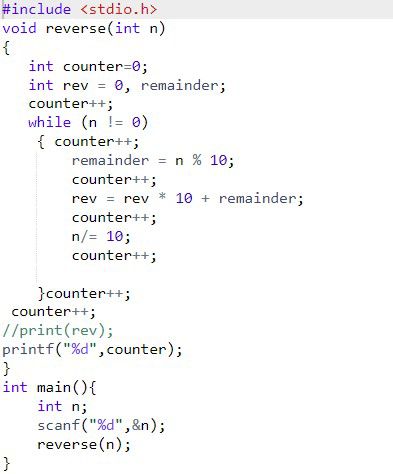 #include <stdio.h>
void reverse(int n)
{
int counter=0;
int rev = 0, remainder;
counter++;
while (n != 0)
{ counter++;
remainder = n % 10;
counter++;
rev = rev * 10 + remainder;
counter++;
n/= 10;
counter++;
}counter++;
counter++;
//print(rev);
printf("%d",counter);
}
int main(){
int n;
scanf("%d",&n);
reverse(n);
}